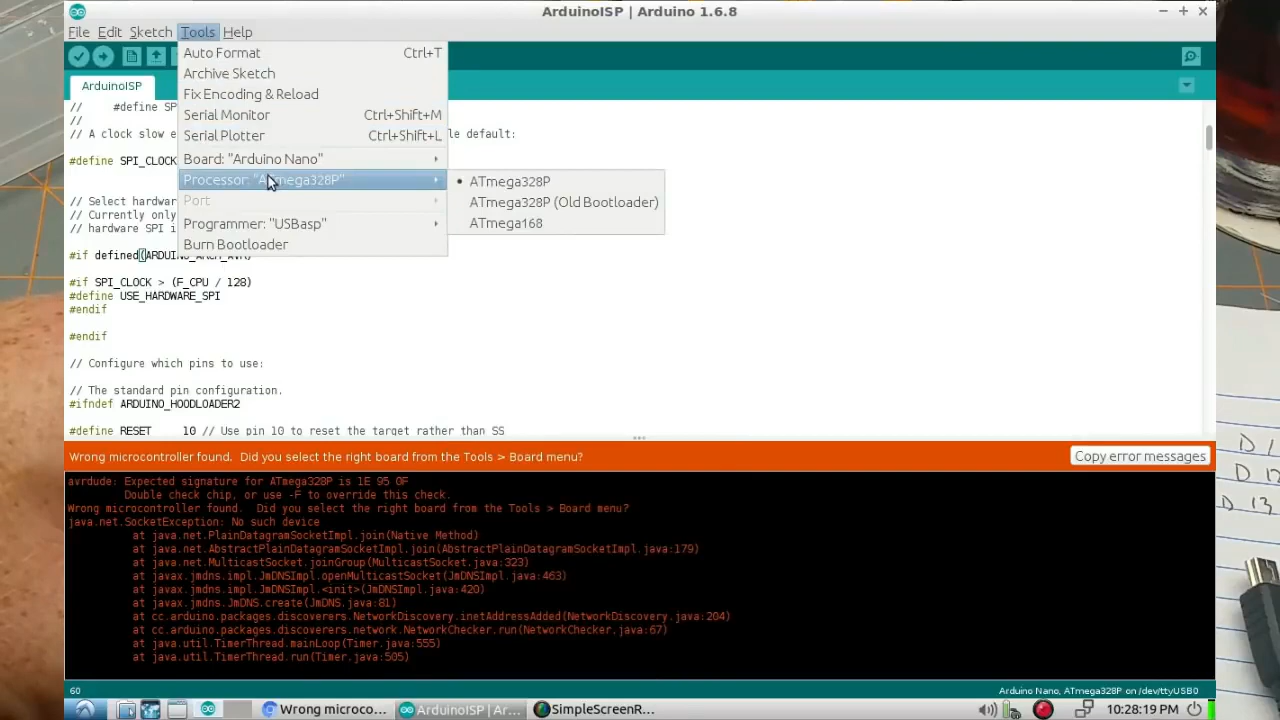 ArduinoISP | Arduino 1.6.8
File Edit Sketch Tools Help
Auto Format Ctrl+T
Archive Sketch
Fix Encoding & Reload
Serial Monitor Ctrl+Shift+M
Serial Plotter Ctrl+Shift+L
Board: "Arduino Nano"
Processor: "ATmega328P"
Port
Programmer: "USBasp"
Burn Bootloader
ATmega328P
ATmega328P (Old Bootloader)
ATmega168
ArduinoISP
// #define SP
//
// A clock slow e le default:
#define SPI_CLOCK
// Select hardwar
// Currently only
// hardware SPI i
#if defined(ARDUINO_ARCH_AVR)
#if SPI_CLOCK > (F_CPU / 128)
#define USE_HARDWARE_SPI
#endif
#endif
// Configure which pins to use:
// The standard pin configuration.
#ifndef ARDUINO_HOODLOADER2
#define RESET 10 // Use pin 10 to reset the target rather than SS
Wrong microcontroller found. Did you select the right board from the Tools > Board menu?
Copy error messages
avrdude: Expected signature for ATmega328P is 1E 95 0F
Double check chip, or use -F to override this check.
Wrong microcontroller found. Did you select the right board from the Tools > Board menu?
java.net.SocketException: No such device
at java.net.PlainDatagramSocketImpl.join(Native Method)
at java.net.AbstractPlainDatagramSocketImpl.join(AbstractPlainDatagramSocketImpl.java:179)
at java.net.MulticastSocket.joinGroup(MulticastSocket.java:323)
at javax.jmdns.impl.JmDNSImpl.openMulticastSocket(JmDNSImpl.java:463)
at javax.jmdns.impl.JmDNSImpl.<init>(JmDNSImpl.java:420)
at javax.jmdns.JmDNS.create(JmDNS.java:81)
at cc.arduino.packages.discoverers.NetworkDiscovery.inetAddressAdded(NetworkDiscovery.java:204)
at cc.arduino.packages.discoverers.network.NetworkChecker.run(NetworkChecker.java:67)
at java.util.TimerThread.mainLoop(Timer.java:555)
at java.util.TimerThread.run(Timer.java:505)
60
Arduino Nano, ATmega328P on /dev/ttyUSB0
Wrong microco...
ArduinoISP | Ar...
SimpleScreenR...
10:28:19 PM
D 1
D 12
D 13